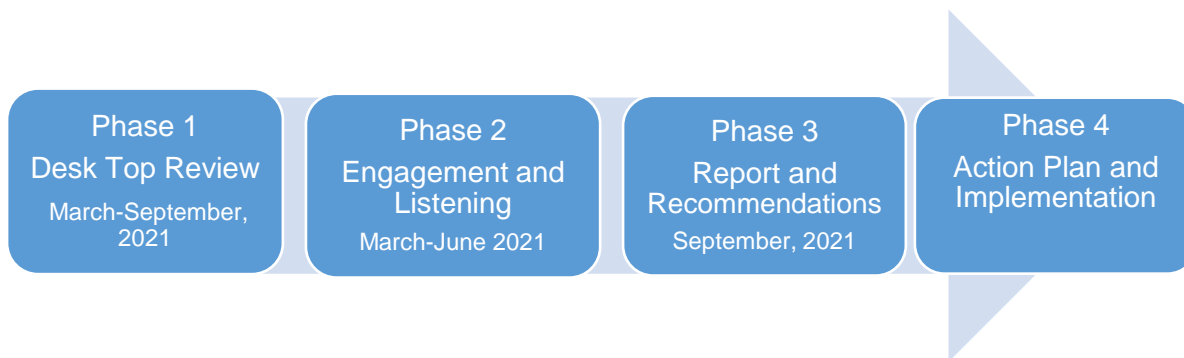 Phase 1
Desk Top Review
March-September,
2021
Phase 2
Engagement and
Listening
March-June 2021
Phase 3
Report and
Recommendations
September, 2021
Phase 4
Action Plan and
Implementation